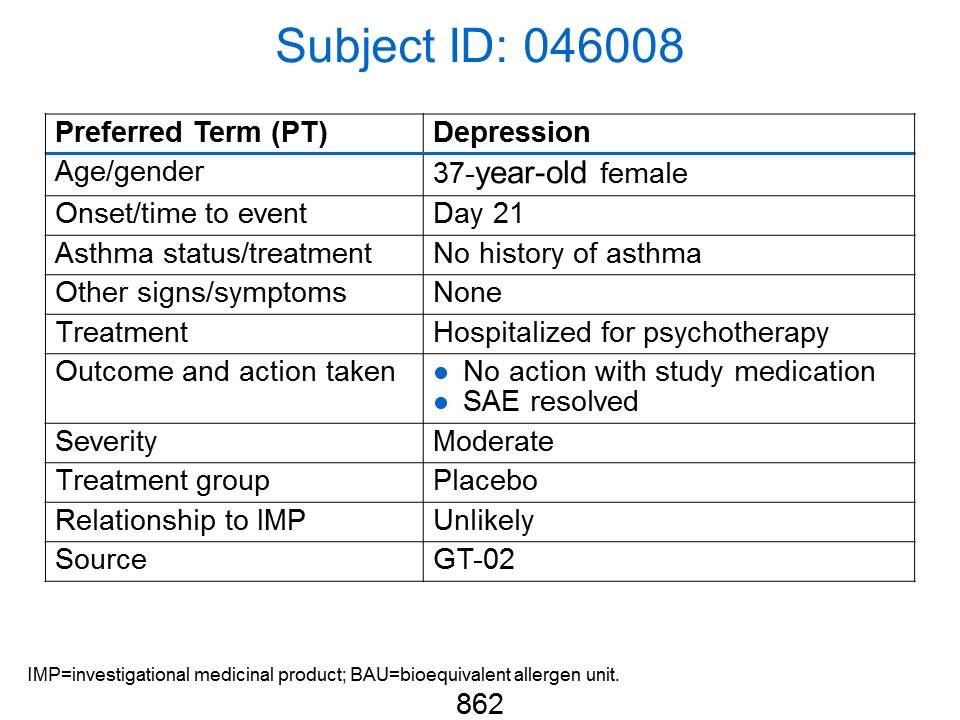 Subject ID: 046008
Preferred Term (PT) Depression
Age/gender 37-year-old female
Onset/time to event Day 21
Asthma status/treatment No history of asthma
Other signs/symptoms None
Treatment Hospitalized for psychotherapy
Outcome and action taken ● No action with study medication
● SAE resolved
Severity Moderate
Treatment group Placebo
Relationship to IMP Unlikely
Source GT-02
IMP=investigational medicinal product; BAU=bioequivalent allergen unit.
862